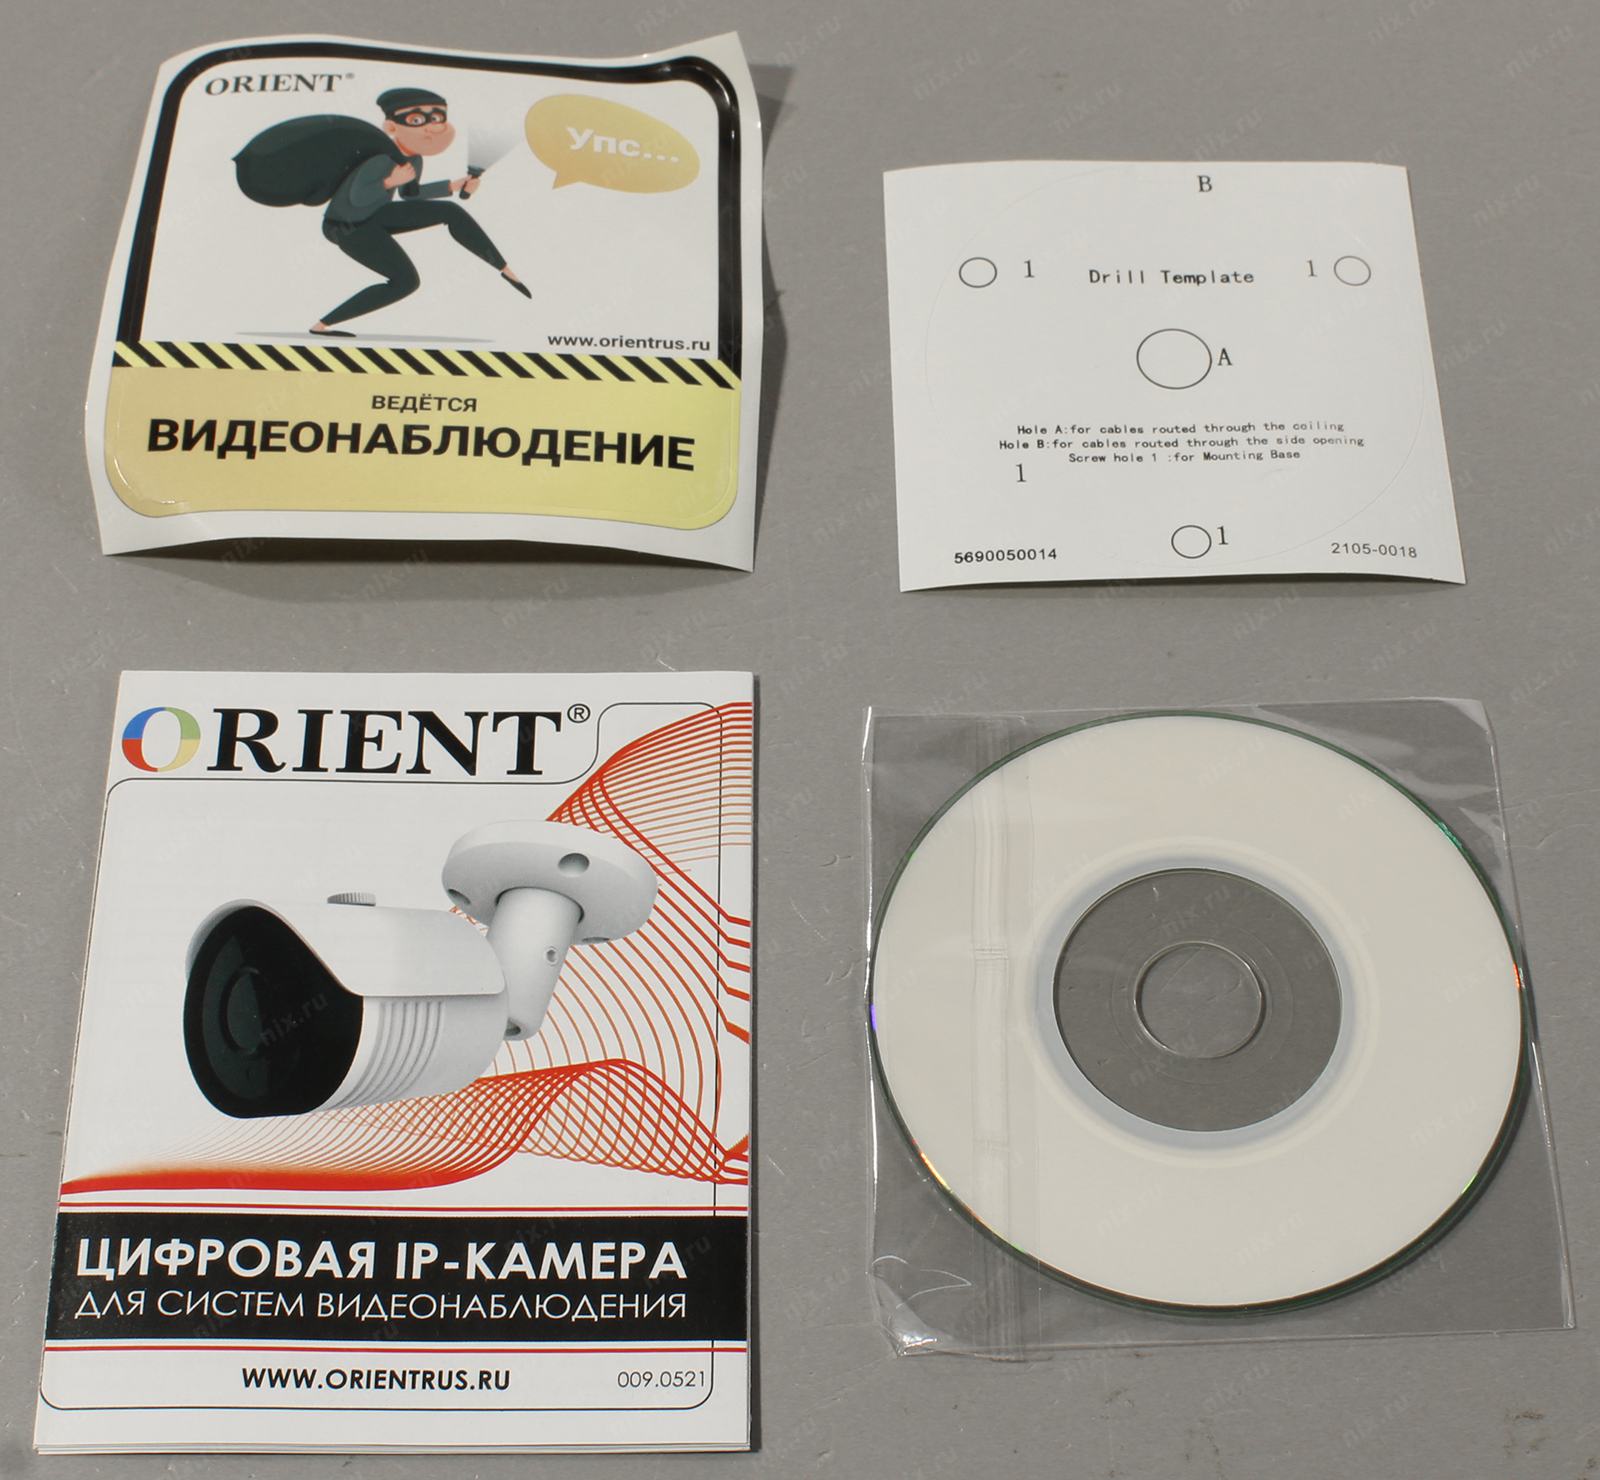 ORIENT®
Упс...
www.orientrus.ru
ВЕДЁТСЯ
ВИДЕОНАБЛЮДЕНИЕ
B
1
Drill Template
1
A
Hole A:for cables routed through the coiling
Hole B:for cables routed through the side opening
Screw hole 1 :for Mounting Base
1
1
5690050014
2105-0018
ORIENT®
ЦИФРОВАЯ IP-КАМЕРА
ДЛЯ СИСТЕМ ВИДЕОНАБЛЮДЕНИЯ
WWW.ORIENTRUS.RU
009.0521
nix.ru